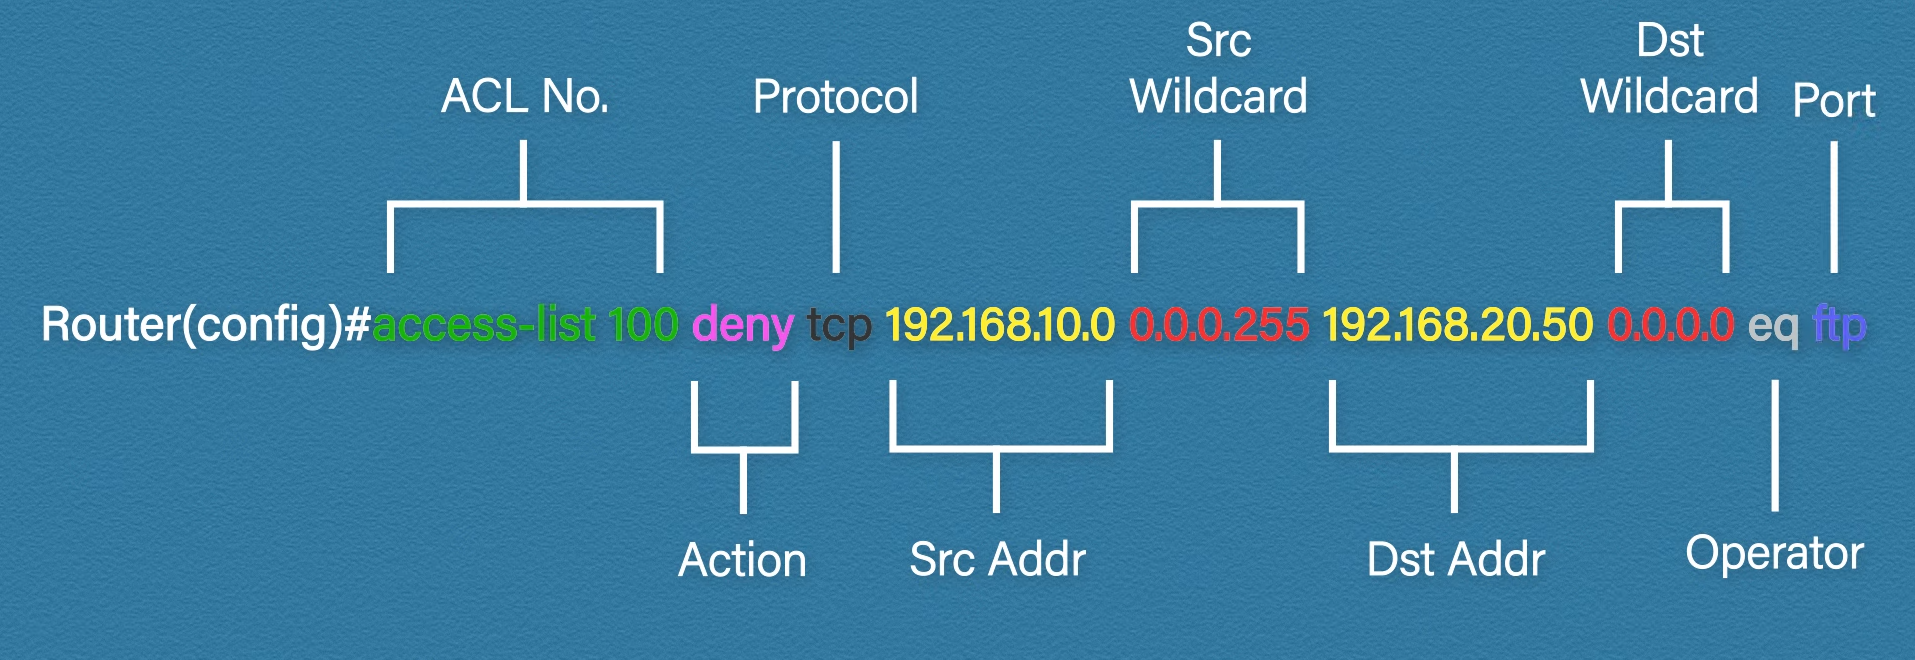 Src
Dst
ACL No.
Protocol
Wildcard
Wildcard
Port
Router(config)#access-list 100 deny tcp 192.168.10.0 0.0.0.255 192.168.20.50 0.0.0.0 eq ftp
Action
Src Addr
Dst Addr
Operator